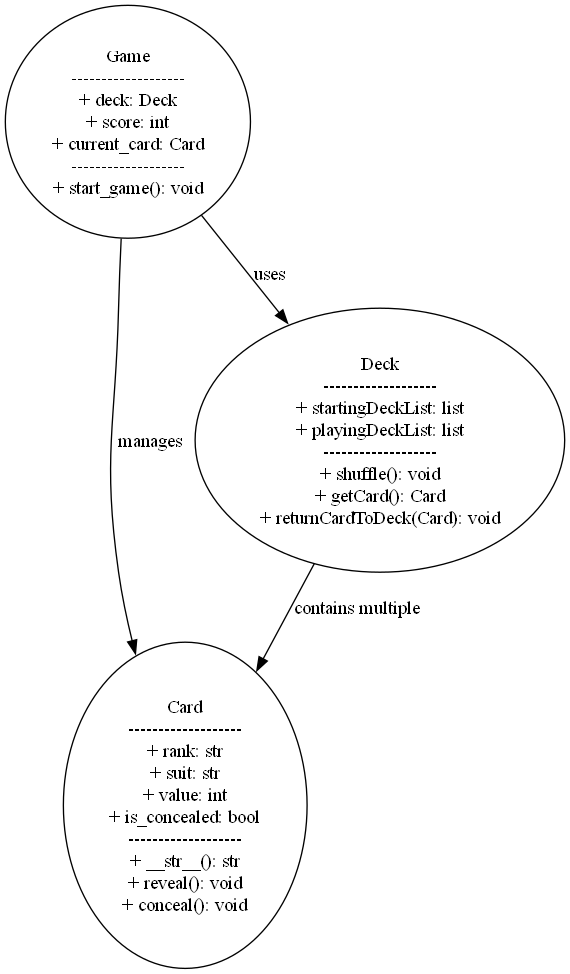 Game
-------------------
+ deck: Deck
+ score: int
+ current_card: Card
-------------------
+ start_game(): void
uses
Deck
-------------------
+ startingDeckList: list
+ playingDeckList: list
-------------------
+ shuffle(): void
+ getCard(): Card
+ returnCardToDeck(Card): void
manages
contains multiple
Card
-------------------
+ rank: str
+ suit: str
+ value: int
+ is_concealed: bool
-------------------
+ __str__(): str
+ reveal(): void
+ conceal(): void